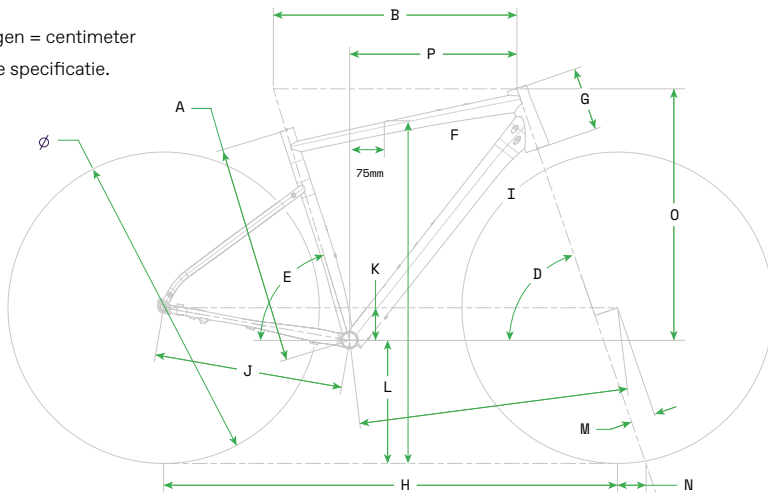 B
gen = centimeter
P
e specificatie.
G
A
F
Ø
75mm
I
O
K
D
E
J
L
M
H
N